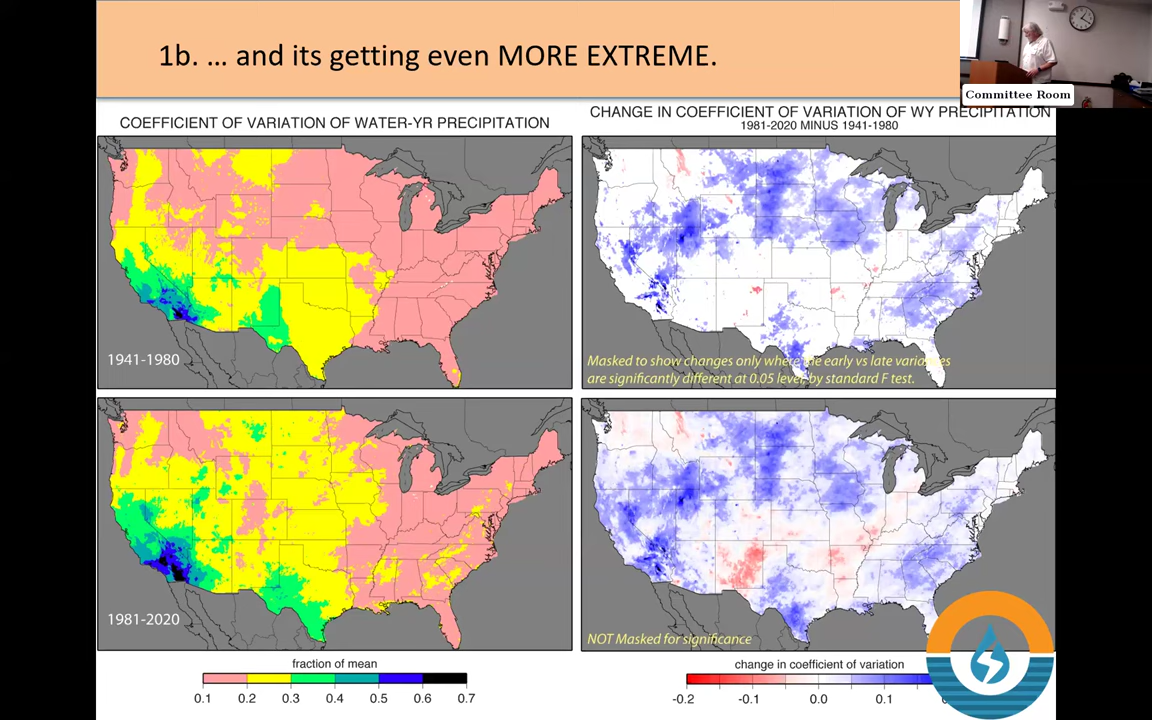 1b. ... and its getting even MORE EXTREME.
Committee Room
COEFFICIENT OF VARIATION OF WATER-YR PRECIPITATION
CHANGE IN COEFFICIENT OF VARIATION OF WY PRECIPITATION
1981-2020 MINUS 1941-1980
1941-1980
Masked to show changes only where the early vs late variances
are significantly different at 0.05 level, by standard F test.
1981-2020
NOT Masked for significance
fraction of mean
0.1 0.2 0.3 0.4 0.5 0.6 0.7
change in coefficient of variation
-0.2 -0.1 0.0 0.1